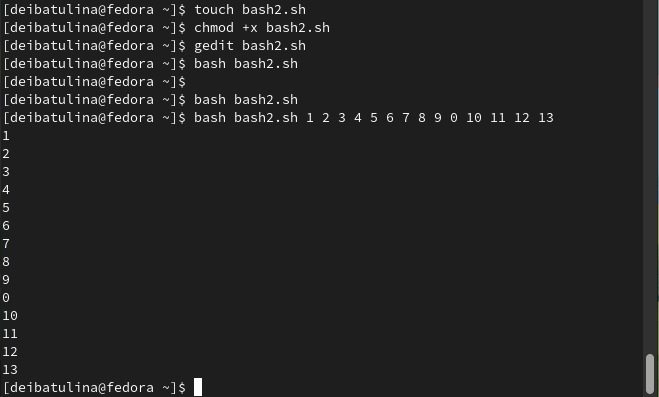 [deibatulina@fedora ~]$ touch bash2.sh
[deibatulina@fedora ~]$ chmod +x bash2.sh
[deibatulina@fedora ~]$ gedit bash2.sh
[deibatulina@fedora ~]$ bash bash2.sh
[deibatulina@fedora ~]$
[deibatulina@fedora ~]$ bash bash2.sh
[deibatulina@fedora ~]$ bash bash2.sh 1 2 3 4 5 6 7 8 9 0 10 11 12 13
1
2
3
4
5
6
7
8
9
0
10
11
12
13
[deibatulina@fedora ~]$